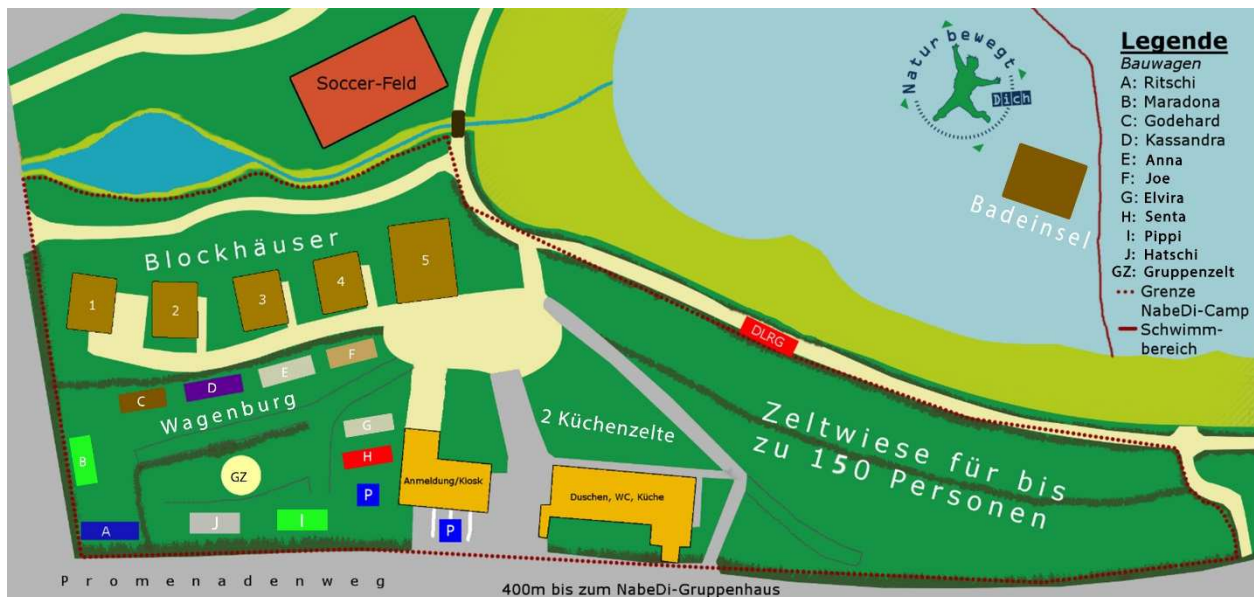 Soccer-Feld
Natur bewegt
Dich
Badeinsel
Legende
Bauwagen
A: Ritschi
B: Maradona
C: Godehard
D: Kassandra
E: Anna
F: Joe
G: Elvira
H: Senta
I: Pippi
J: Hatschi
GZ: Gruppenzelt
Grenze
NabeDi-Camp
Schwimm-
bereich
Blockhäuser
1
2
3
4
5
DLRG
C
D
E
F
Wagenburg
B
G
H
GZ
P
A
J
I
Anmeldung/Kiosk
P
2 Küchenzelte
Duschen, WC, Küche
Zeltwiese für bis
zu 150 Personen
Promenadenweg
400m bis zum NabeDi-Gruppenhaus